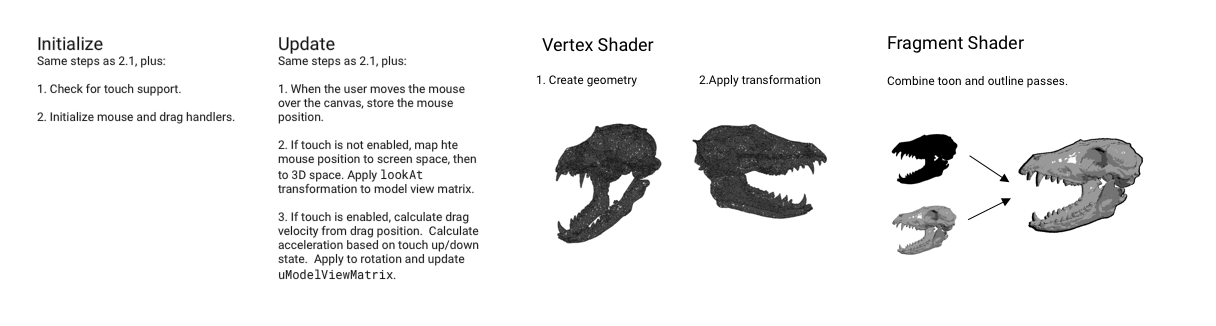 Initialize
Same steps as 2.1, plus:
1. Check for touch support.
2. Initialize mouse and drag handlers.
Update
Same steps as 2.1, plus:
1. When the user moves the mouse
over the canvas, store the mouse
position.
2. If touch is not enabled, map hte
mouse position to screen space, then
to 3D space. Apply lookAt
transformation to model view matrix.
3. If touch is enabled, calculate drag
velocity from drag position.  Calculate
acceleration based on touch up/down
state.  Apply to rotation and update
uModelViewMatrix.
Vertex Shader
1. Create geometry
2.Apply transformation
Fragment Shader
Combine toon and outline passes.